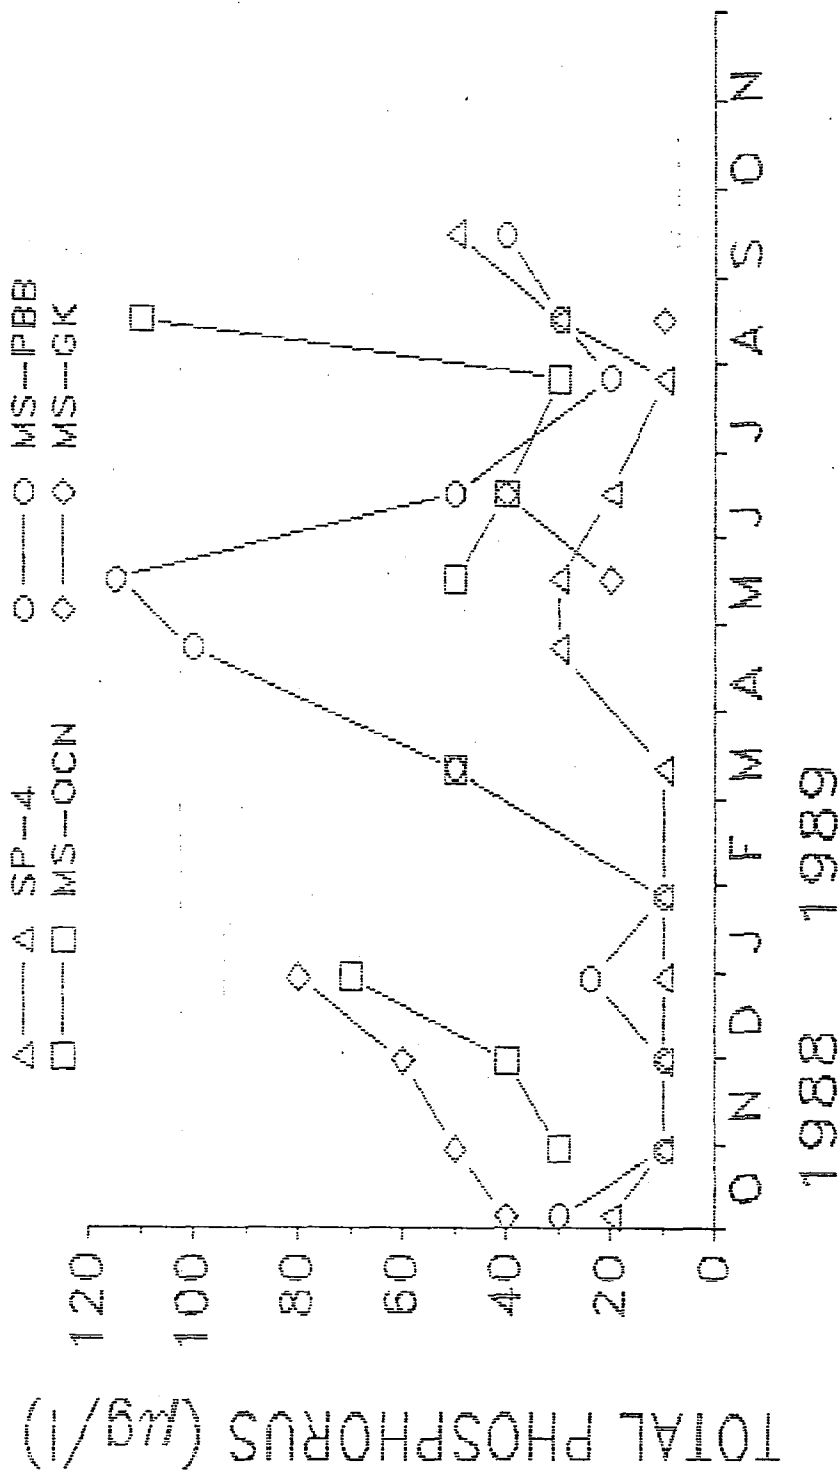 SP-4 MS-PBB
MS-OCN MS-GK
TOTAL PHOSPHORUS (µg/l)
120
100
80
60
40
20
0
O N D J F M A M J J A S O N
1988 1989